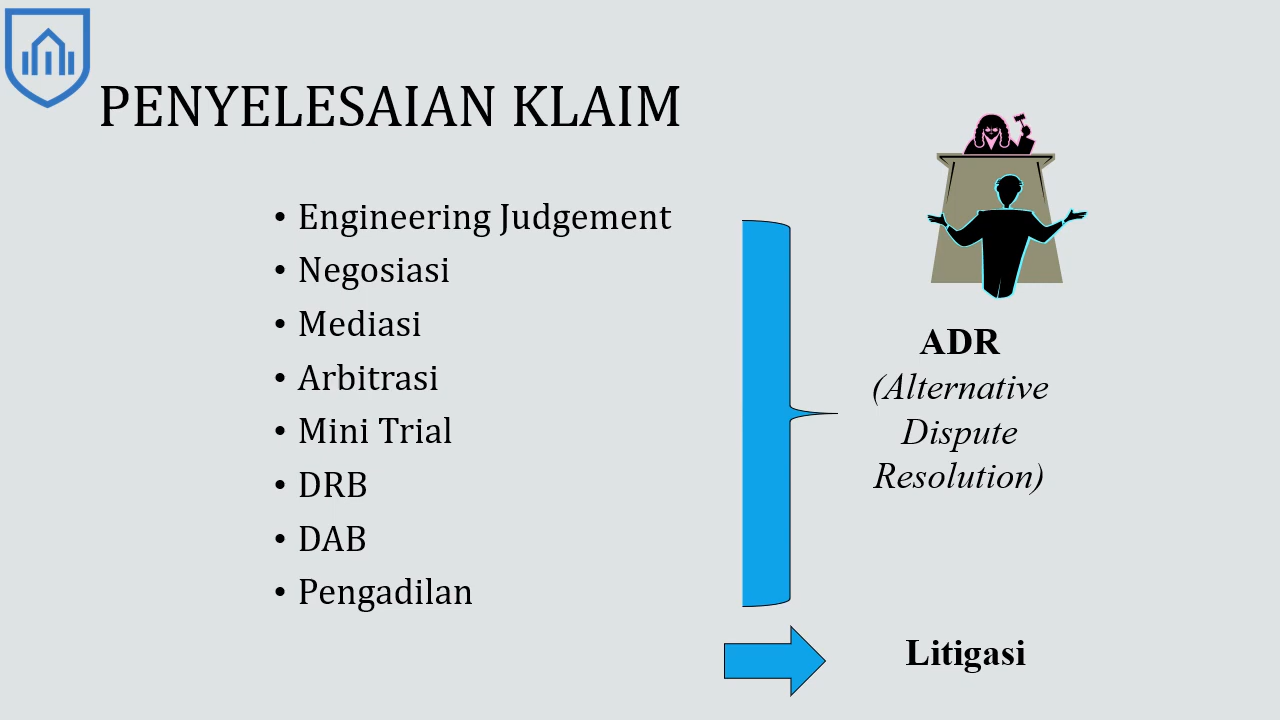 PENYELESAIAN KLAIM
• Engineering Judgement
• Negosiasi
• Mediasi
• Arbitrasi
• Mini Trial
• DRB
• DAB
• Pengadilan
ADR
(Alternative
Dispute
Resolution)
Litigasi